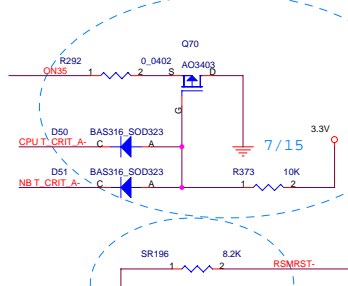 Q70
R292 0_0402 AO3403
ON35 1 2 S D
G
3.3V
D50 BAS316_SOD323
CPU T_CRIT_A- C A
7/15
D51 BAS316_SOD323 R373 10K
NB T_CRIT_A- C A 1 2
SR196 8.2K
1 2 RSMRST-